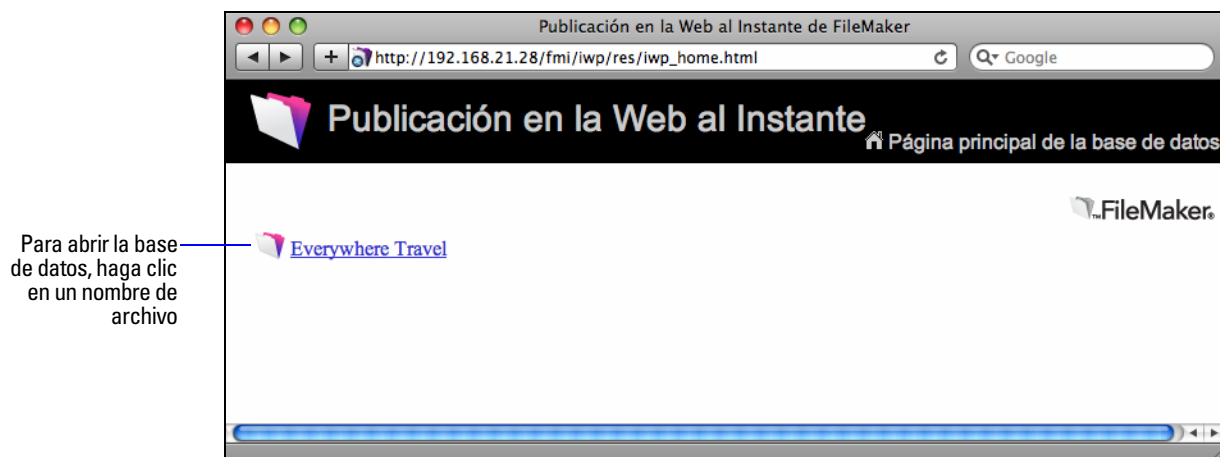 Publicación en la Web al Instante de FileMaker
http://192.168.21.28/fmi/iwp/res/iwp_home.html
Google
Publicación en la Web al Instante
Página principal de la base de datos
™FileMaker®
Para abrir la base
de datos, haga clic
en un nombre de
archivo
Everywhere Travel